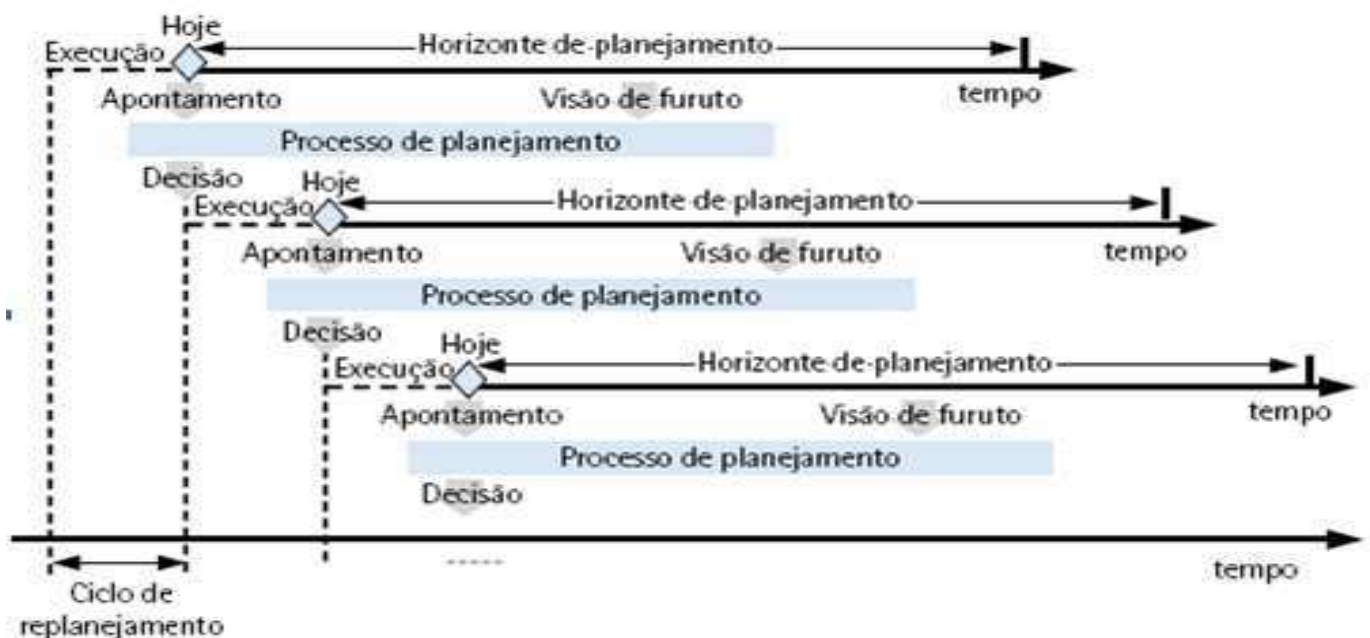 Hoje
Execução
Horizonte de planejamento
Apontamento
Visão de furuto
tempo
Processo de planejamento
Decisão
Hoje
Execução
Horizonte de planejamento
Apontamento
Visão de furuto
tempo
Processo de planejamento
Decisão
Hoje
Execução
Horizonte de planejamento
Apontamento
Visão de furuto
tempo
Processo de planejamento
Decisão
tempo
Ciclo de
replanejamento